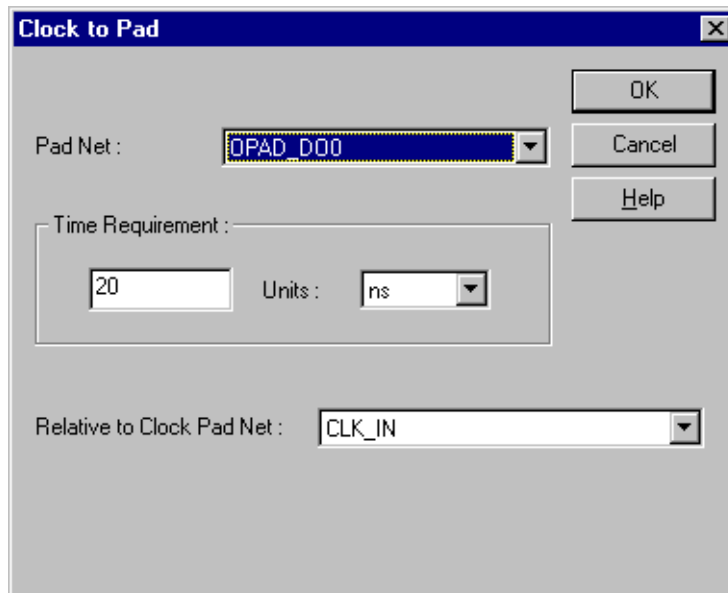 Clock to Pad
OK
Pad Net : OPAD_DO0
Cancel
Help
Time Requirement :
20 Units : ns
Relative to Clock Pad Net : CLK_IN